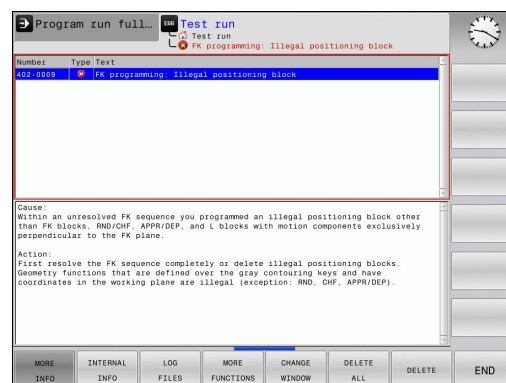 Program run full…
ERR
Test run
Test run
FK programming: Illegal positioning block
Number Type Text
402-0009 FK programming: Illegal positioning block
Cause:
Within an unresolved FK sequence you programmed an illegal positioning block other
than FK blocks, RND/CHF, APPR/DEP, and L blocks with motion components exclusively
perpendicular to the FK plane.
Action:
First resolve the FK sequence completely or delete illegal positioning blocks.
Geometry functions that are defined over the gray contouring keys and have
coordinates in the working plane are illegal (exception: RND, CHF, APPR/DEP).
MORE INFO
INTERNAL INFO
LOG FILES
MORE FUNCTIONS
CHANGE WINDOW
DELETE ALL
DELETE
END